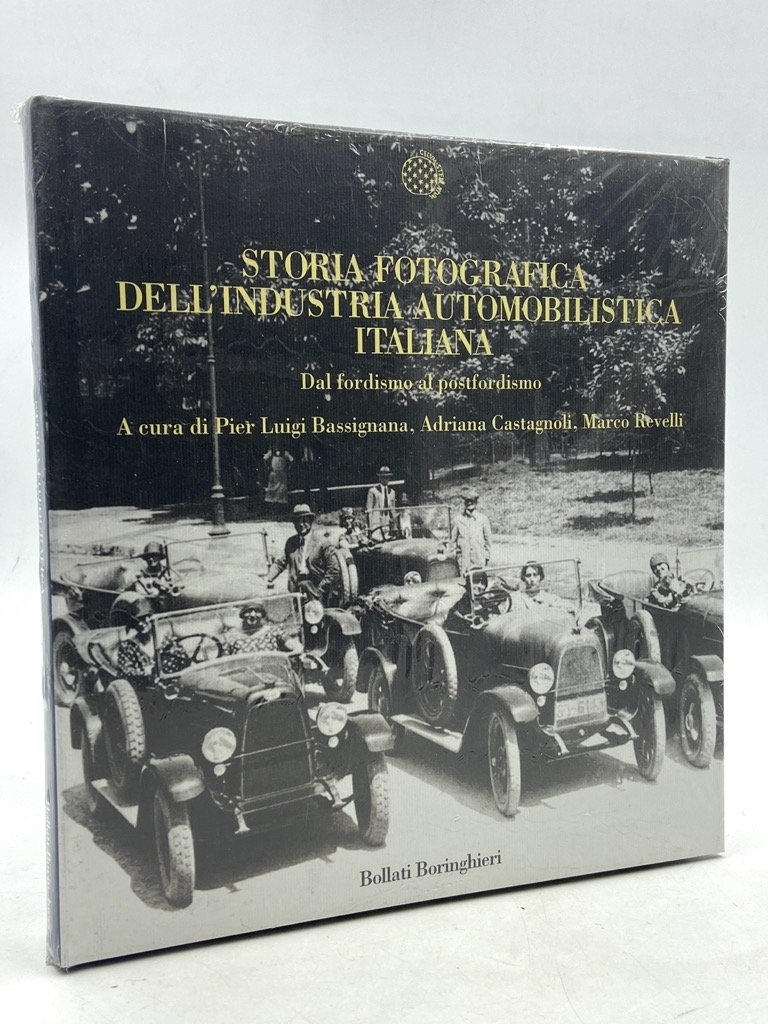 STORIA FOTOGRAFICA
DELL'INDUSTRIA AUTOMOBILISTICA
ITALIANA
Dal fordismo al postfordismo
A cura di Pier Luigi Bassignana, Adriana Castagnoli, Marco Revelli
Bollati Boringhieri